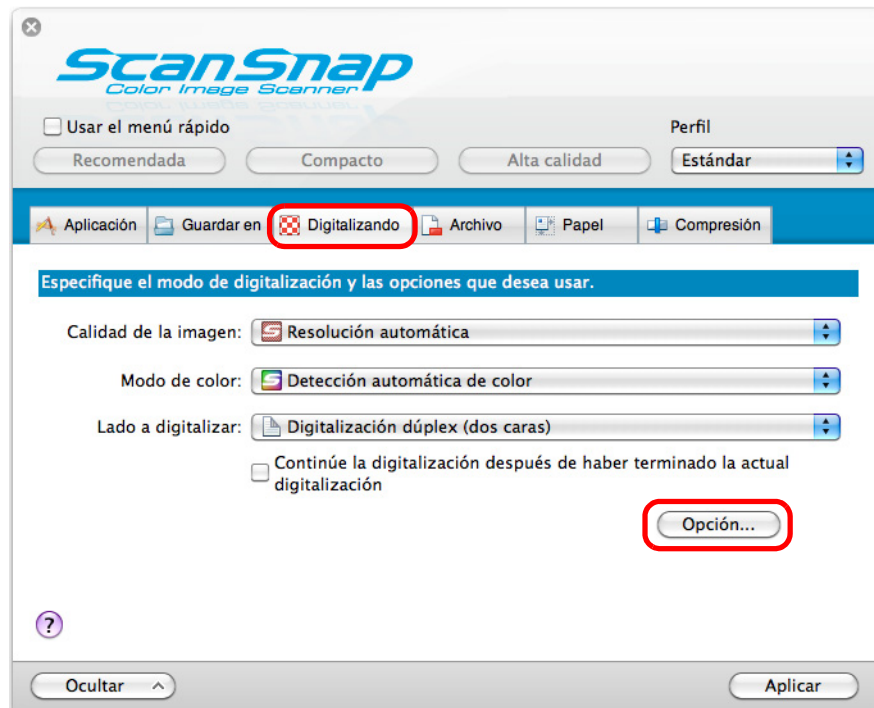 ScanSnap
Color Image Scanner
Usar el menú rápido
Perfil
Recomendada
Compacto
Alta calidad
Estándar
Aplicación
Guardar en
Digitalizando
Archivo
Papel
Compresión
Especifique el modo de digitalización y las opciones que desea usar.
Calidad de la imagen:
Resolución automática
Modo de color:
Detección automática de color
Lado a digitalizar:
Digitalización dúplex (dos caras)
Continúe la digitalización después de haber terminado la actual
digitalización
Opción...
?
Ocultar
Aplicar